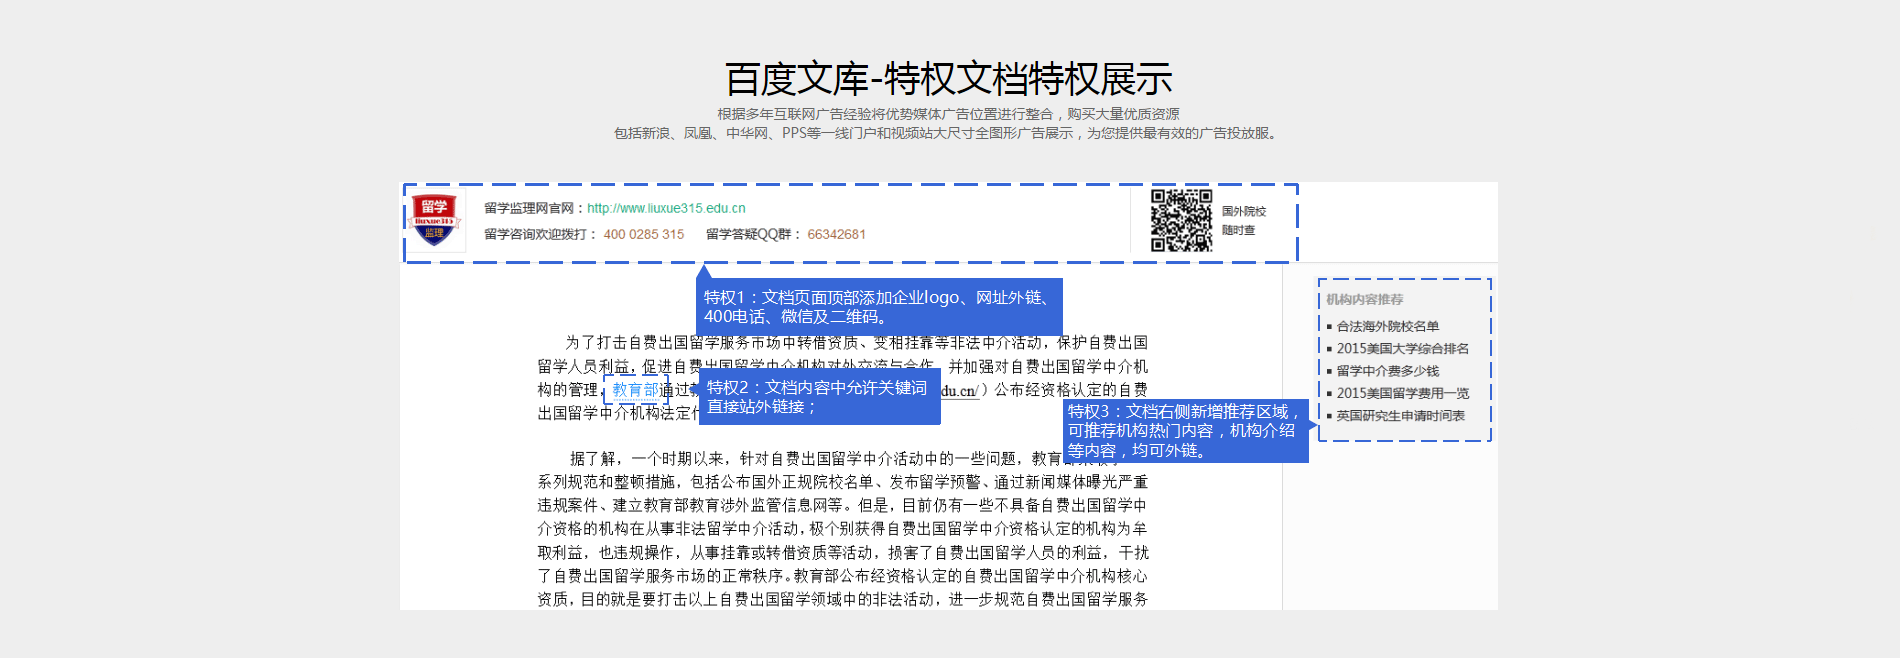 百度文库-特权文档特权展示
根据多年互联网广告经验将优势媒体广告位置进行整合，购买大量优质资源
包括新浪、凤凰、中华网、PPS等一线门户和视频站大尺寸全图形广告展示，为您提供最有效的广告投放服。
留学
liuxue315
监理
留学监理网官网：http://www.liuxue315.edu.cn
留学咨询欢迎拨打： 400 0285 315 留学答疑QQ群： 66342681
国外院校
随时查
特权1：文档页面顶部添加企业logo、网址外链、
400电话、微信及二维码。
为了打击自费出国留学服务市场中转借资质、变相挂靠等非法中介活动，保护自费出国
留学人员利益，促进自费出国留学中介机构对外交流与合作，并加强对自费出国留学中介机
构的管理，教育部通过 du.cn/）公布经资格认定的自费
出国留学中介机构法定
特权2：文档内容中允许关键词
直接站外链接；
据了解，一个时期以来，针对自费出国留学中介活动中的一些问题，教育
系列规范和整顿措施，包括公布国外正规院校名单、发布留学预警、通过新闻媒体曝光严重
违规案件、建立教育部教育涉外监管信息网等。但是，目前仍有一些不具备自费出国留学中
介资格的机构在从事非法留学中介活动，极个别获得自费出国留学中介资格认定的机构为牟
取利益，也违规操作，从事挂靠或转借资质等活动，损害了自费出国留学人员的利益，干扰
了自费出国留学服务市场的正常秩序。教育部公布经资格认定的自费出国留学中介机构核心
资质，目的就是要打击以上自费出国留学领域中的非法活动，进一步规范自费出国留学服务
特权3：文档右侧新增推荐区域，
可推荐机构热门内容，机构介绍
等内容，均可外链。
机构内容推荐
▪ 合法海外院校名单
▪ 2015美国大学综合排名
▪ 留学中介费多少钱
▪ 2015美国留学费用一览
▪ 英国研究生申请时间表